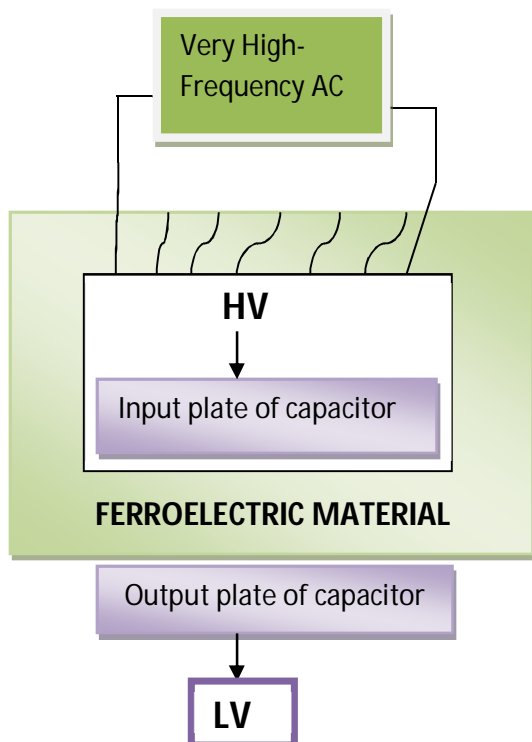 Very High-
Frequency AC
HV
Input plate of capacitor
FERROELECTRIC MATERIAL
Output plate of capacitor
LV